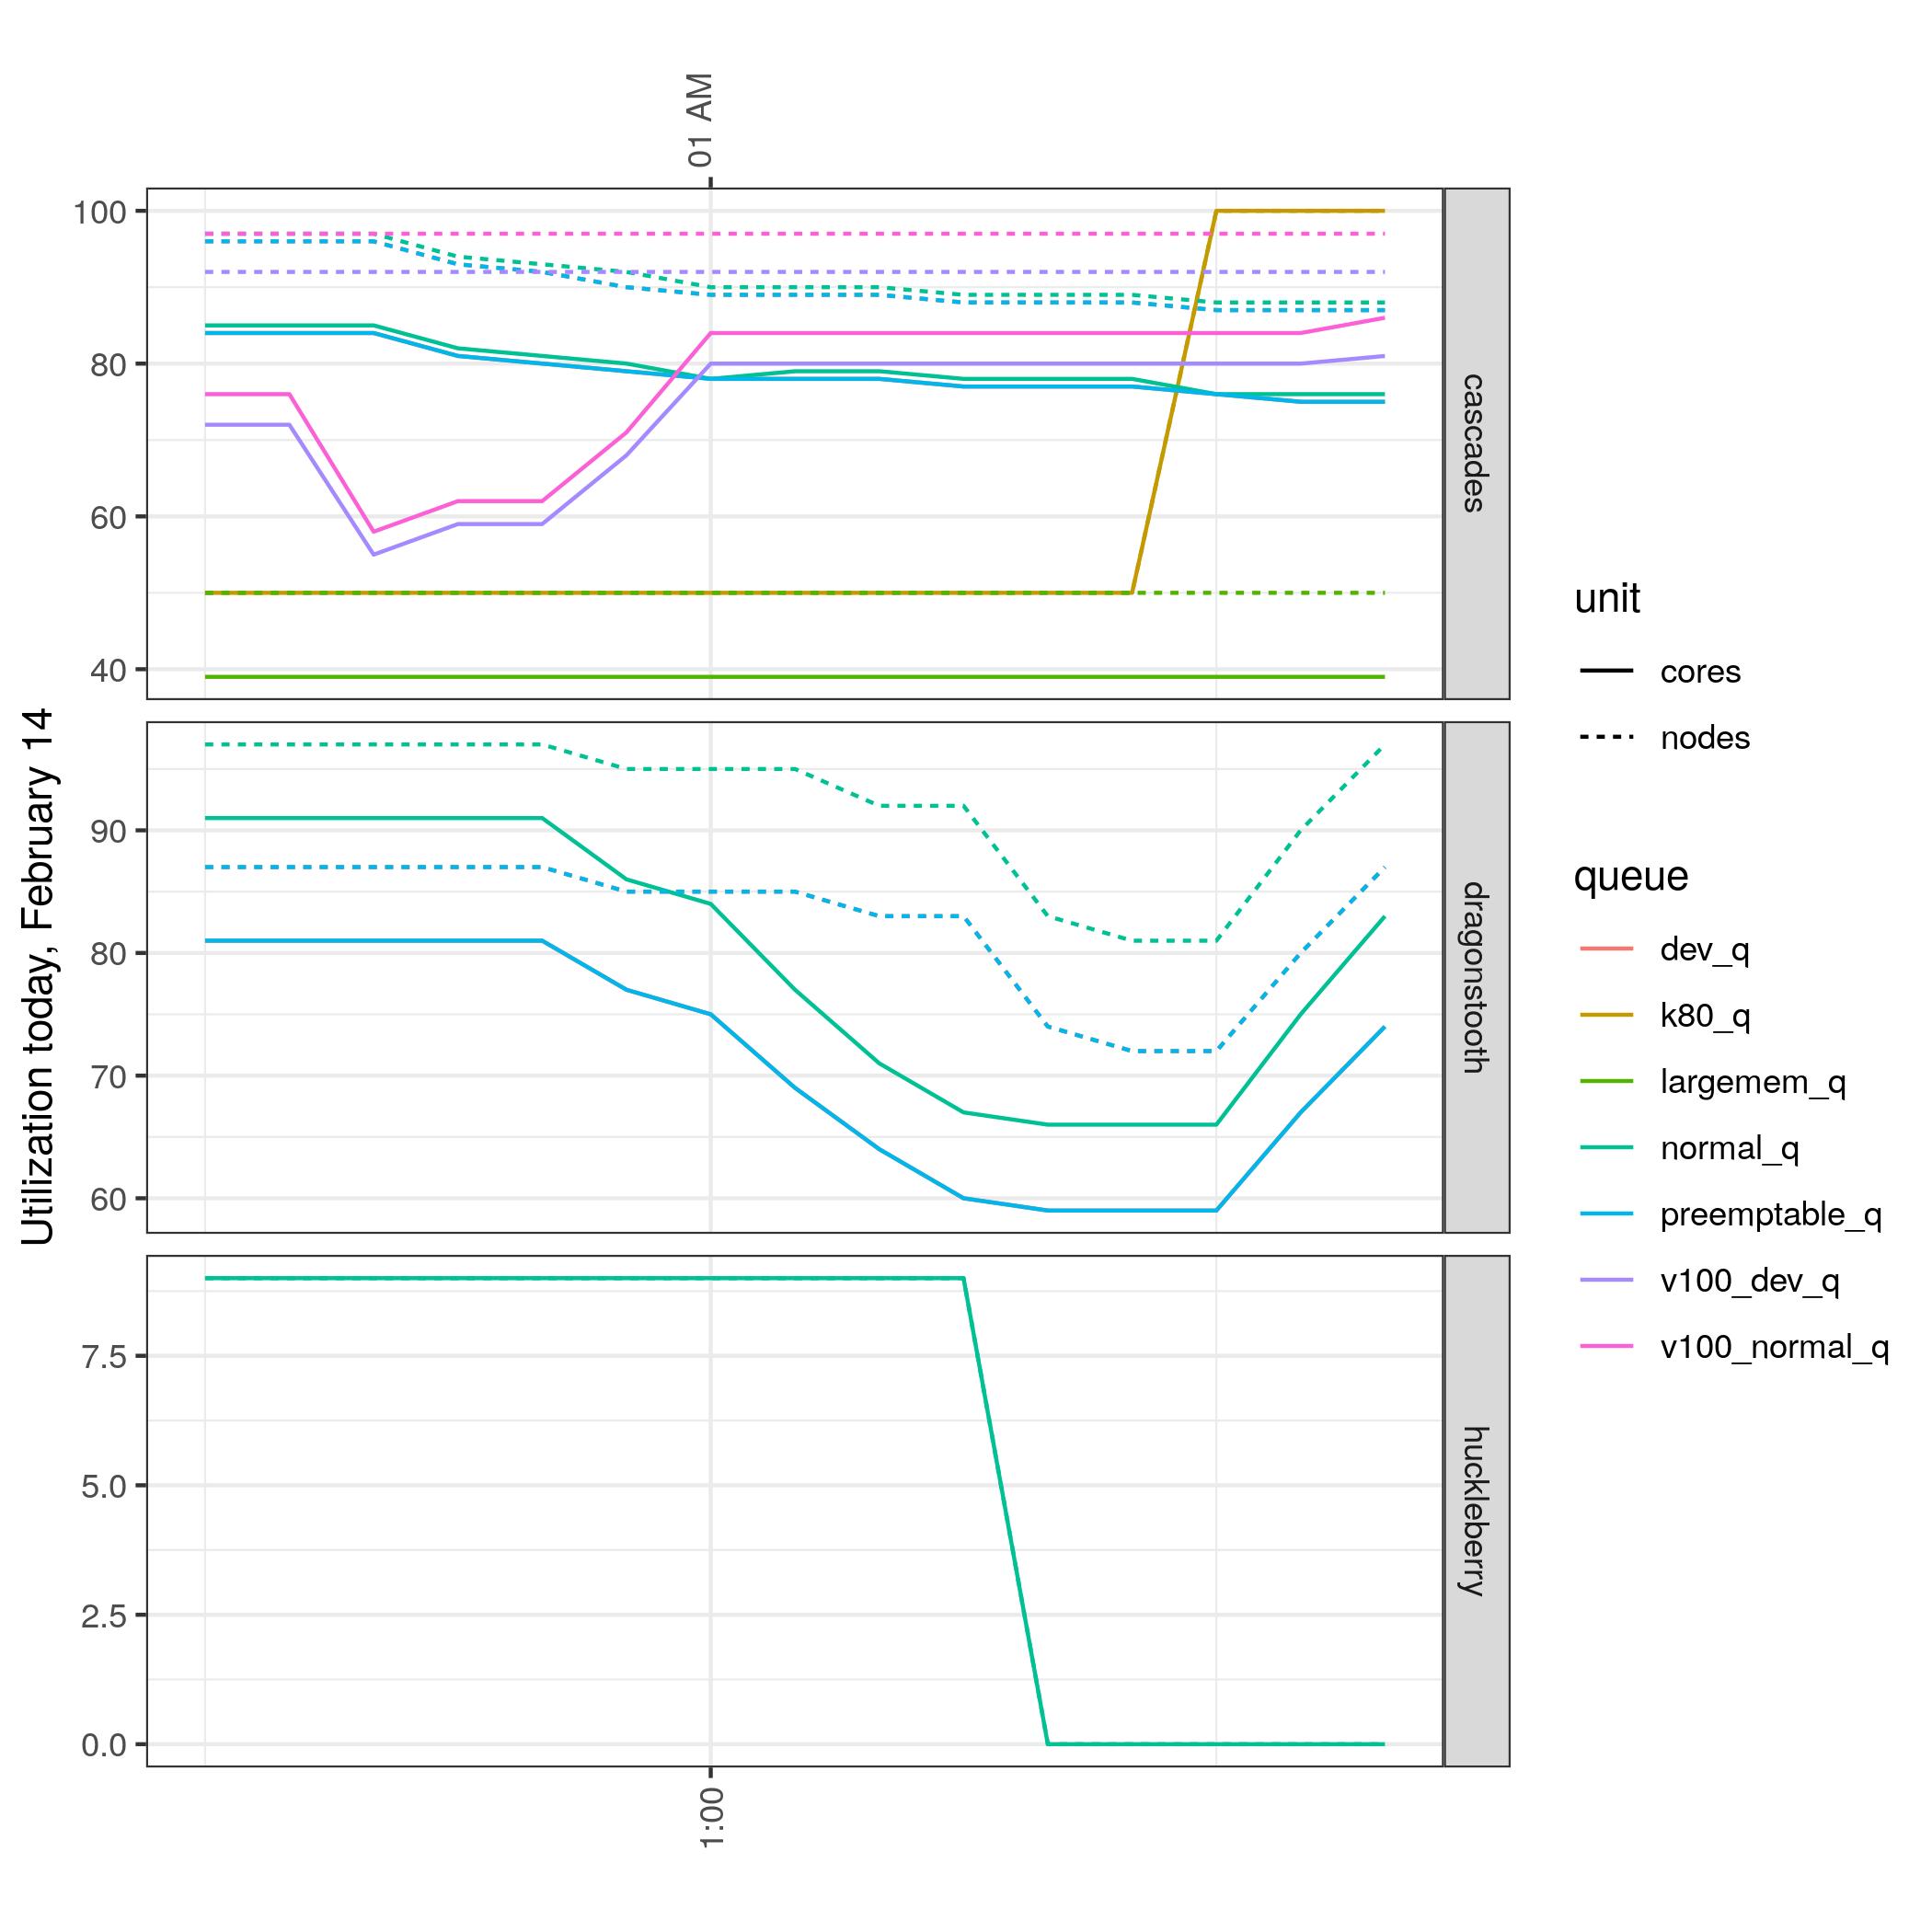 01 AM
100
80
60
40
cascades
90
80
70
60
dragonstooth
7.5
5.0
2.5
0.0
huckleberry
1:00
Utilization today, February 14
unit
cores
nodes
queue
dev_q
k80_q
largemem_q
normal_q
preemptable_q
v100_dev_q
v100_normal_q